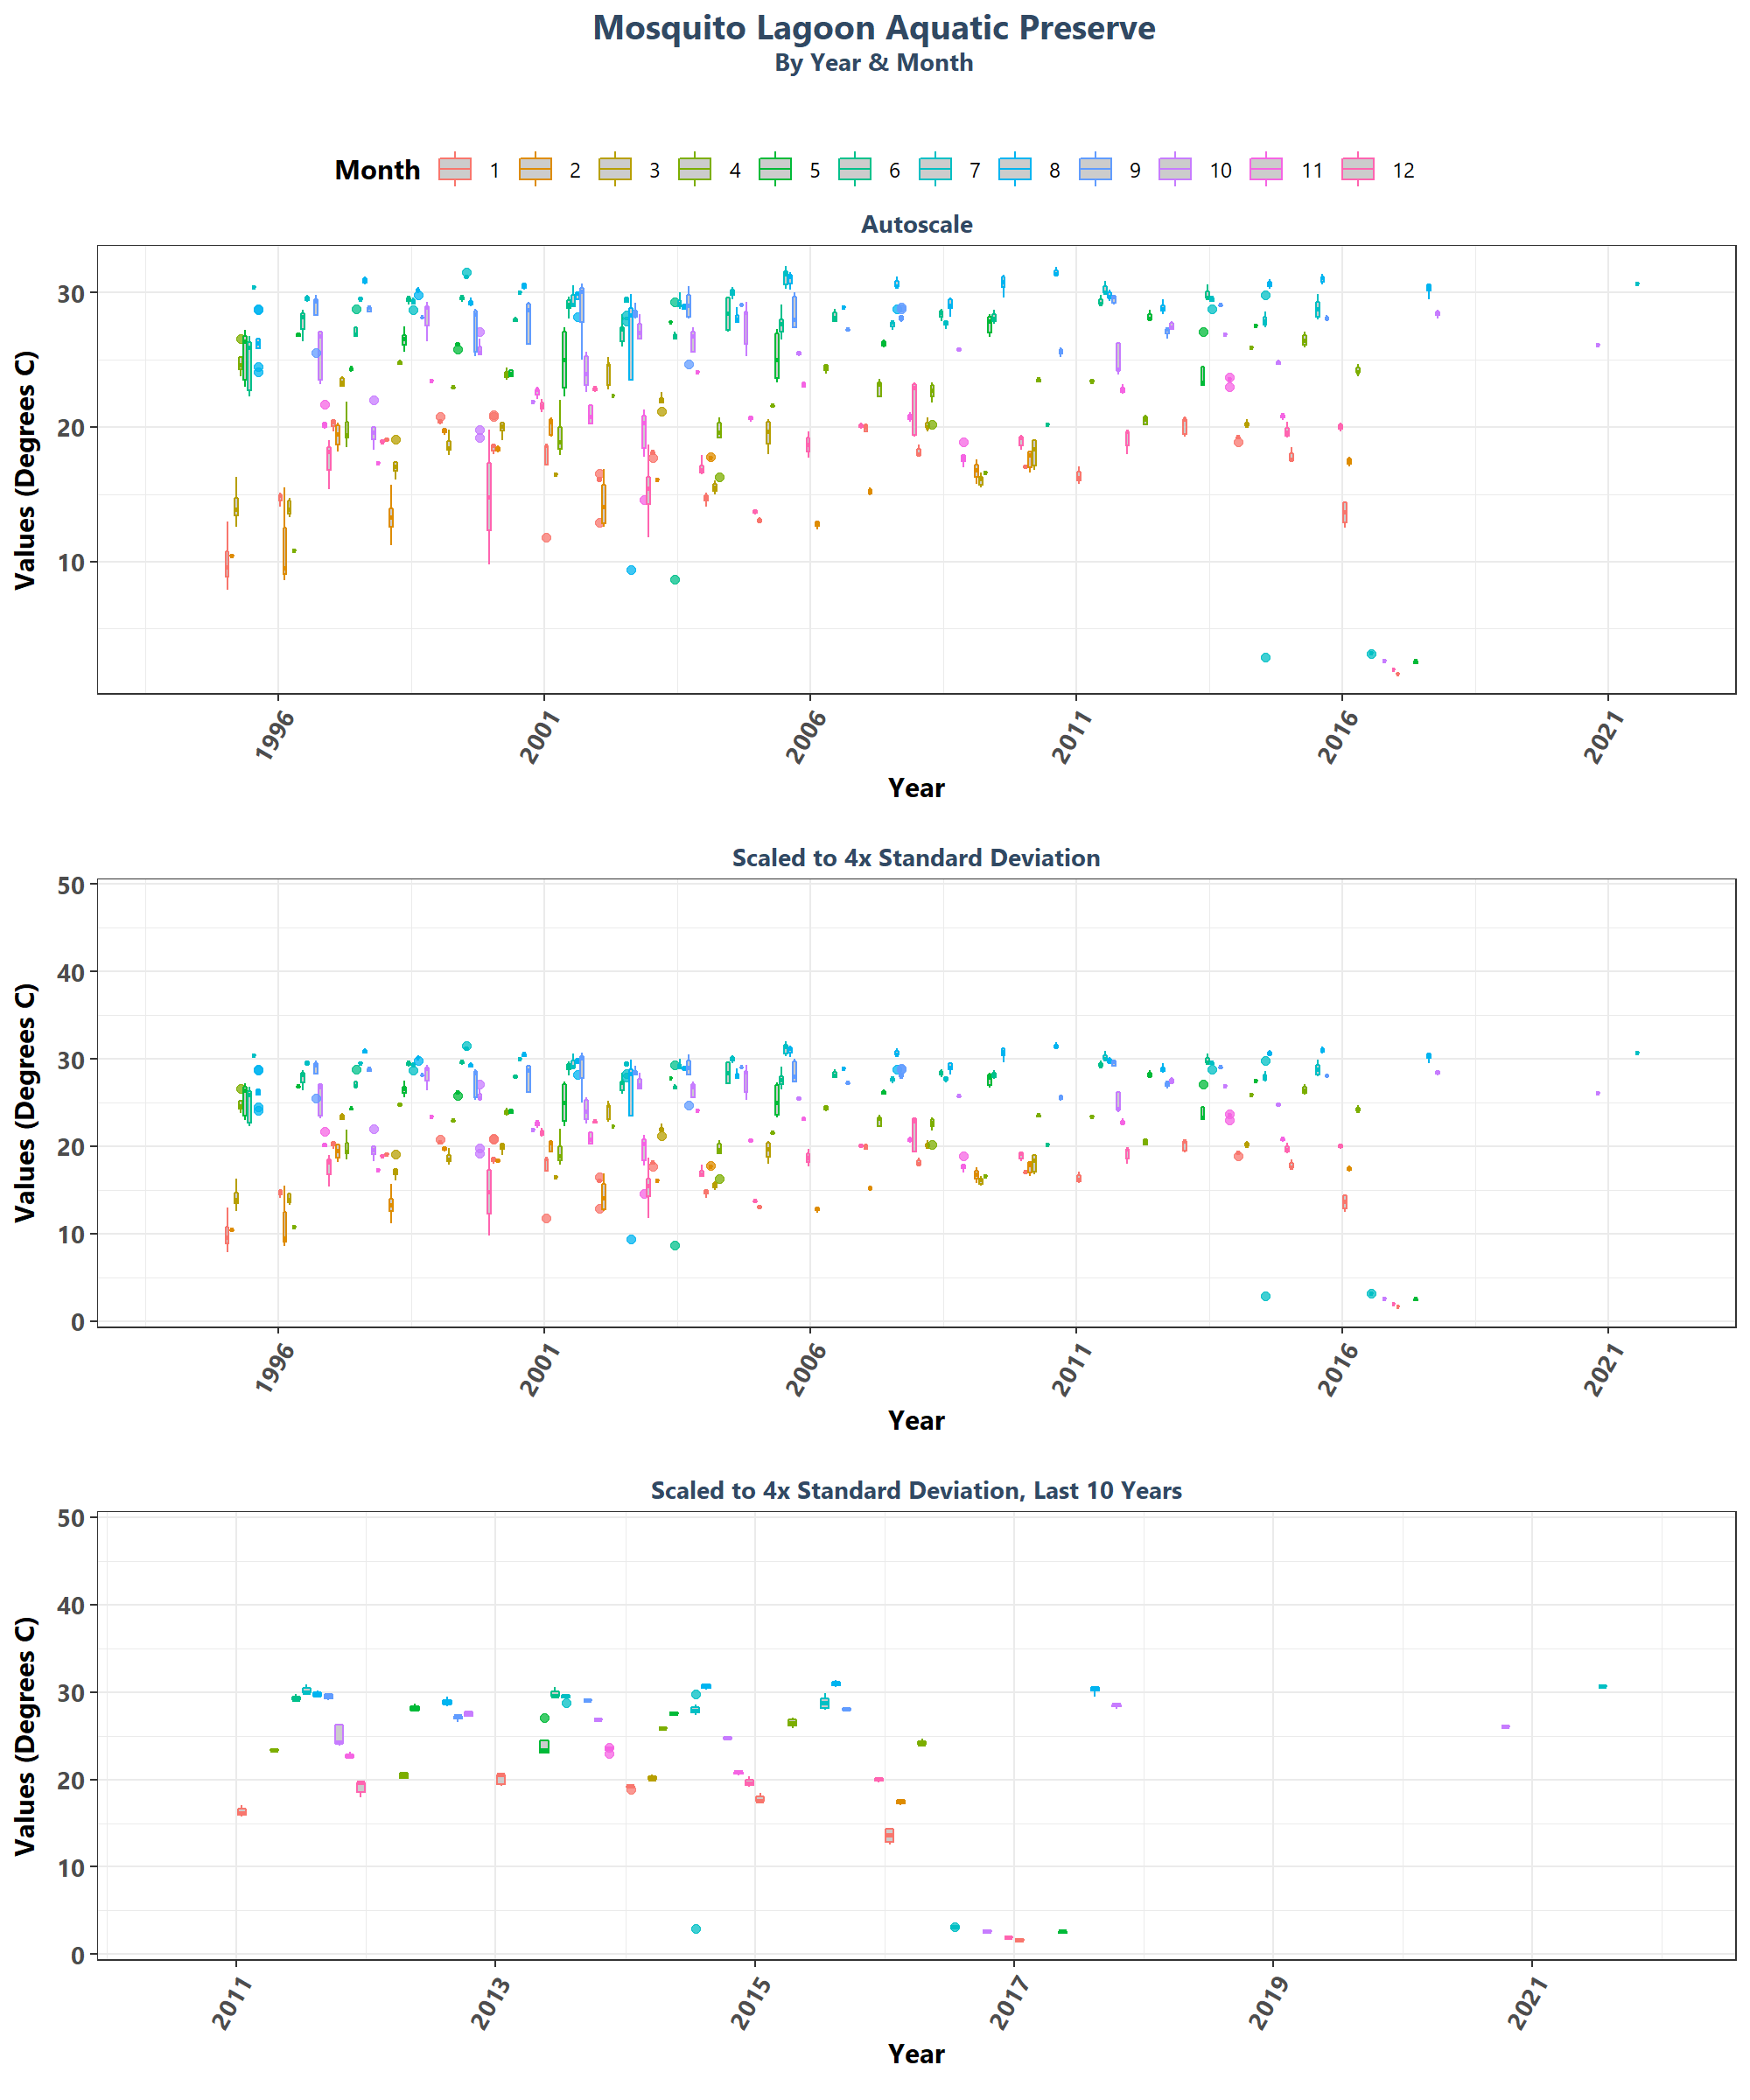 Mosquito Lagoon Aquatic Preserve
By Year & Month
Month 1 2 3 4 5 6 7 8 9 10 11 12
Autoscale
Values (Degrees C)
30
20
10
1996 2001 2006 2011 2016 2021
Year
Scaled to 4x Standard Deviation
Values (Degrees C)
50
40
30
20
10
0
1996 2001 2006 2011 2016 2021
Year
Scaled to 4x Standard Deviation, Last 10 Years
Values (Degrees C)
50
40
30
20
10
0
2011 2013 2015 2017 2019 2021
Year